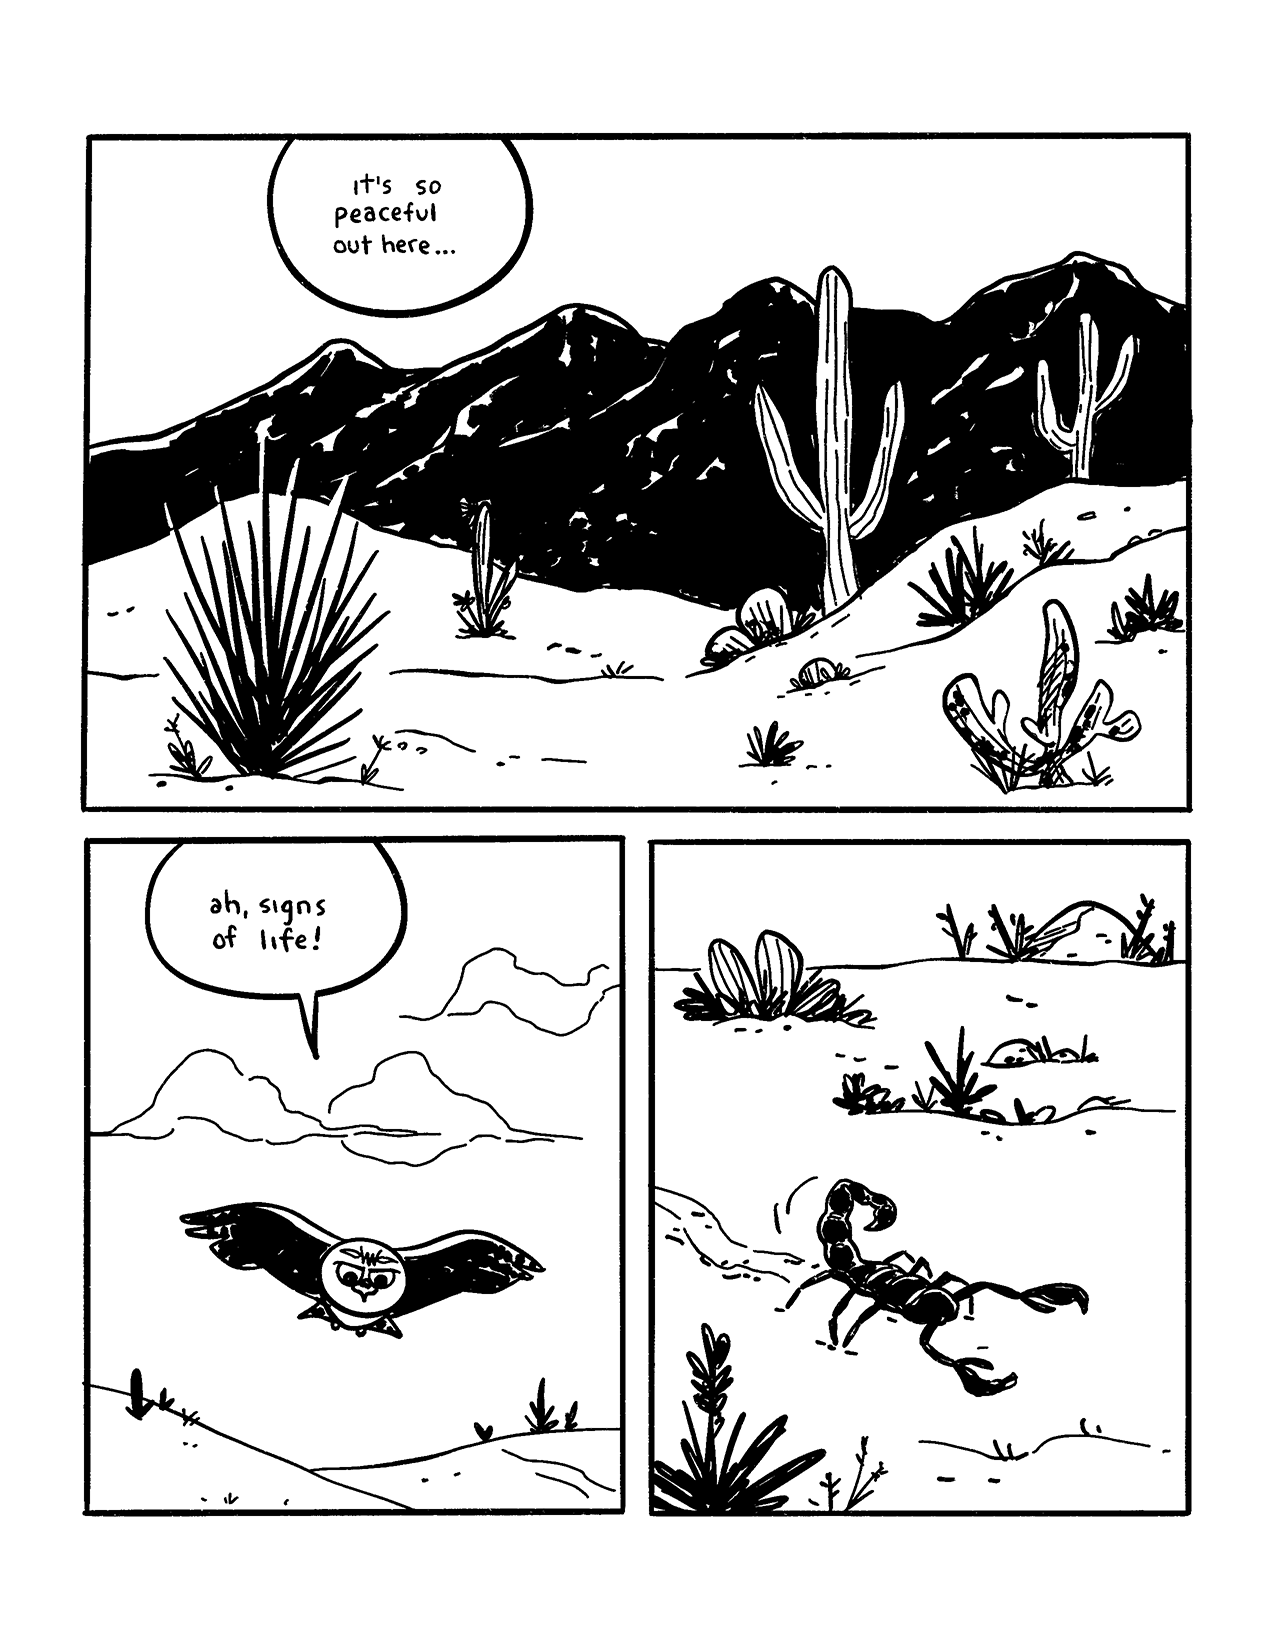 it's so
peaceful
out here...
ah, signs
of life!